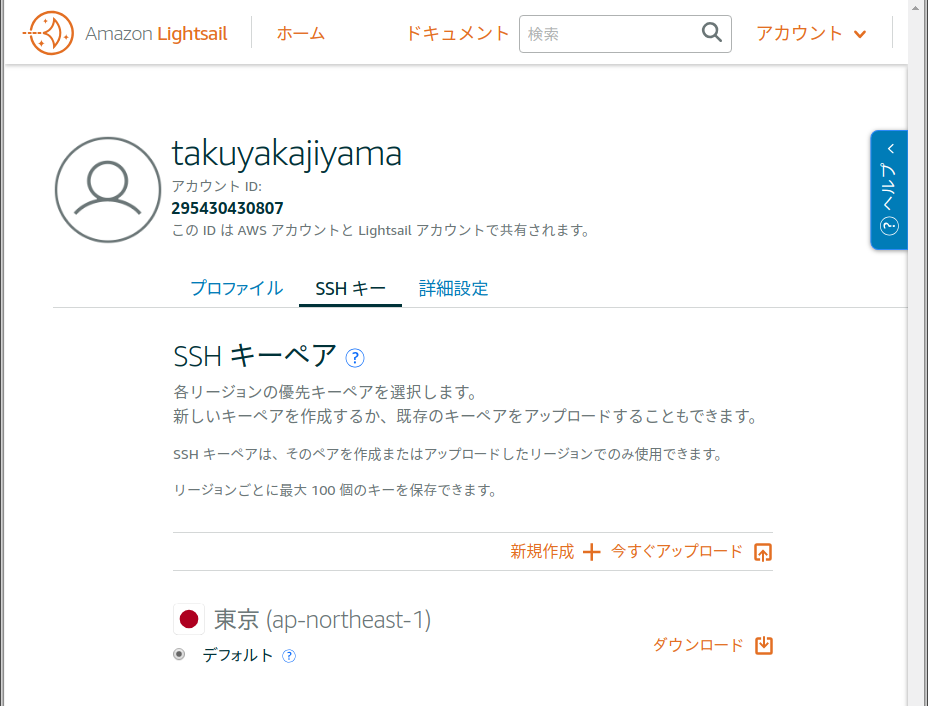 Amazon Lightsail ホーム ドキュメント 検索 アカウント
takuyakajiyama
アカウント ID:
295430430807
この ID は AWS アカウントと Lightsail アカウントで共有されます。
? ヘルプ
プロファイル SSH キー 詳細設定
SSH キーペア ?
各リージョンの優先キーペアを選択します。
新しいキーペアを作成するか、既存のキーペアをアップロードすることもできます。
SSH キーペアは、そのペアを作成またはアップロードしたリージョンでのみ使用できます。
リージョンごとに最大 100 個のキーを保存できます。
新規作成 + 今すぐアップロード
東京 (ap-northeast-1)
ダウンロード
デフォルト ?